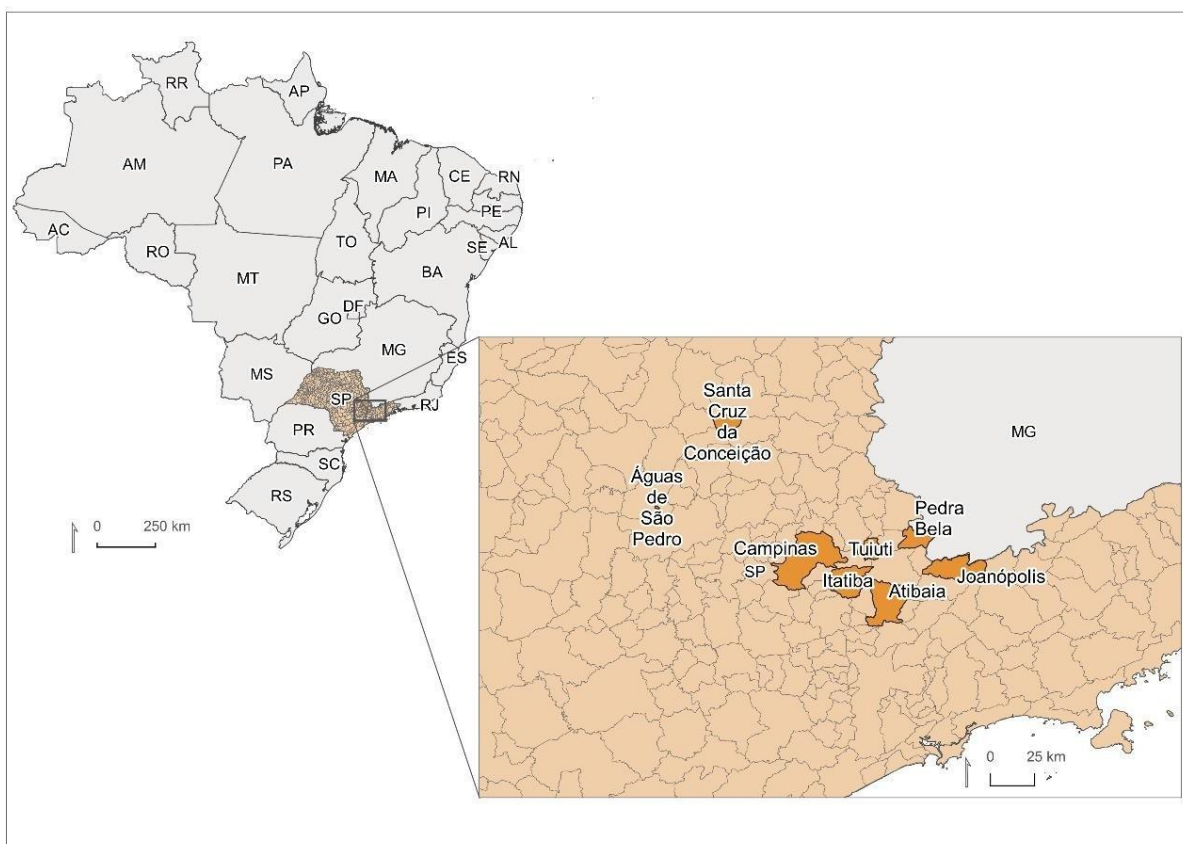 RR
AP
AM
PA
MA
CE
RN
PI
PE
AC
TO
SE
AL
RO
BA
MT
DF
GO
MG
ES
MS
SP
RJ
PR
SC
RS
0 250 km
Santa
Cruz
da
Conceição
MG
Águas
de
São
Pedro
Pedra
Bela
Campinas
Tuiuti
SP
Itatiba
Joanópolis
Atibaia
0 25 km